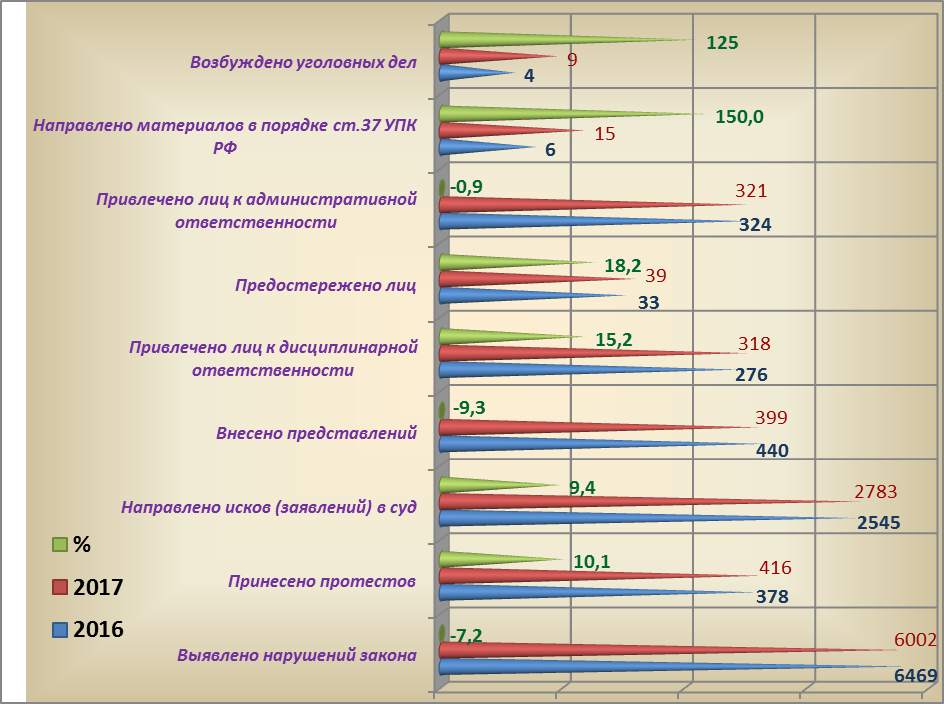 Возбуждено уголовных дел
125
9
4
Направлено материалов в порядке ст.37 УПК
РФ
150,0
15
6
Привлечено лиц к административной
ответственности
-0,9
321
324
Предостережено лиц
18,2
39
33
Привлечено лиц к дисциплинарной
ответственности
15,2
318
276
Внесено представлений
-9,3
399
440
Направлено исков (заявлений) в суд
9,4
2783
2545
Принесено протестов
10,1
416
378
Выявлено нарушений закона
-7,2
6002
6469
%
2017
2016